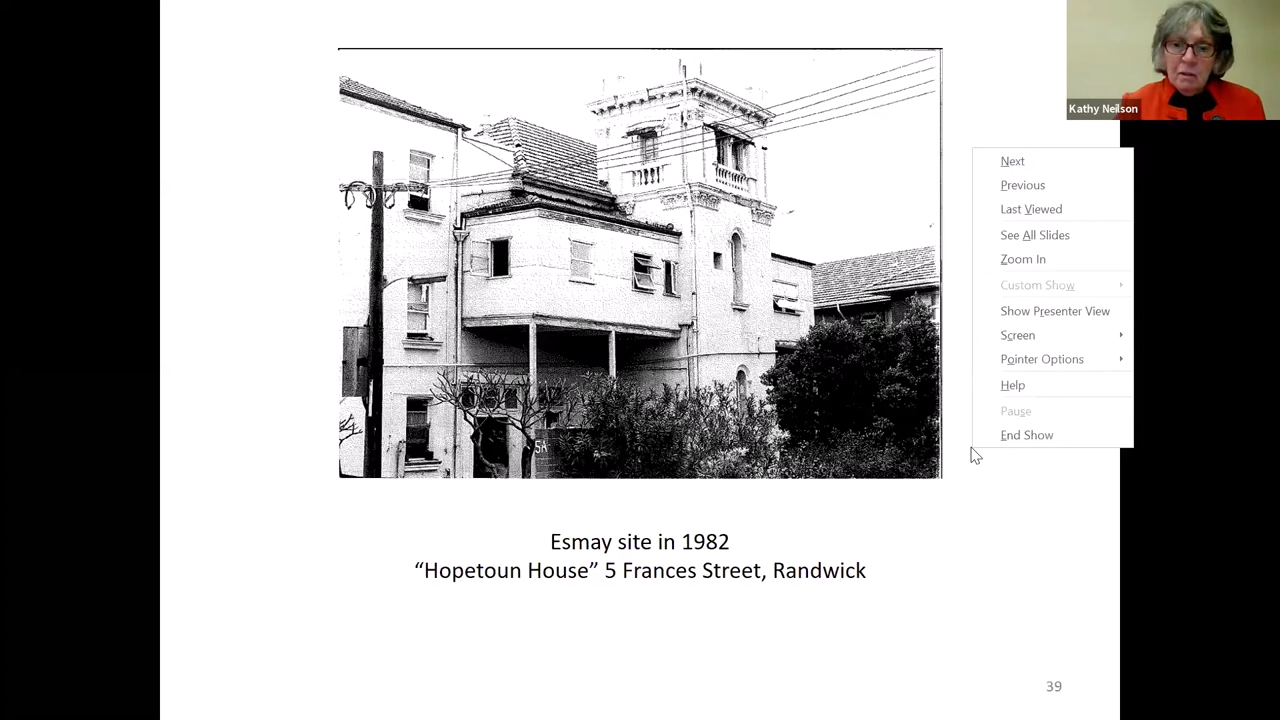 Kathy Neilson
Next
Previous
Last Viewed
See All Slides
Zoom In
Custom Show
Show Presenter View
Screen
Pointer Options
Help
Pause
End Show
5A
Esmay site in 1982
“Hopetoun House” 5 Frances Street, Randwick
39